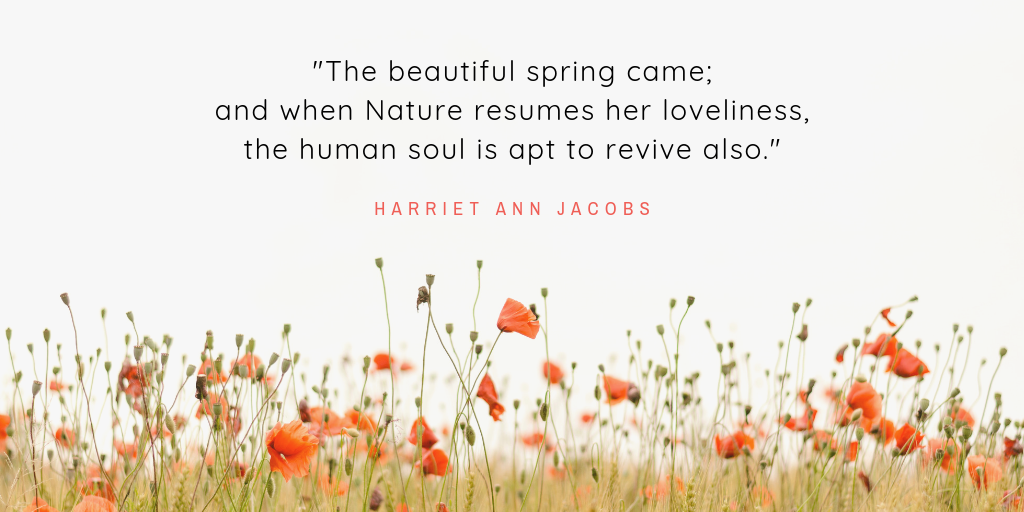 "The beautiful spring came;
and when Nature resumes her loveliness,
the human soul is apt to revive also."
HARRIET ANN JACOBS